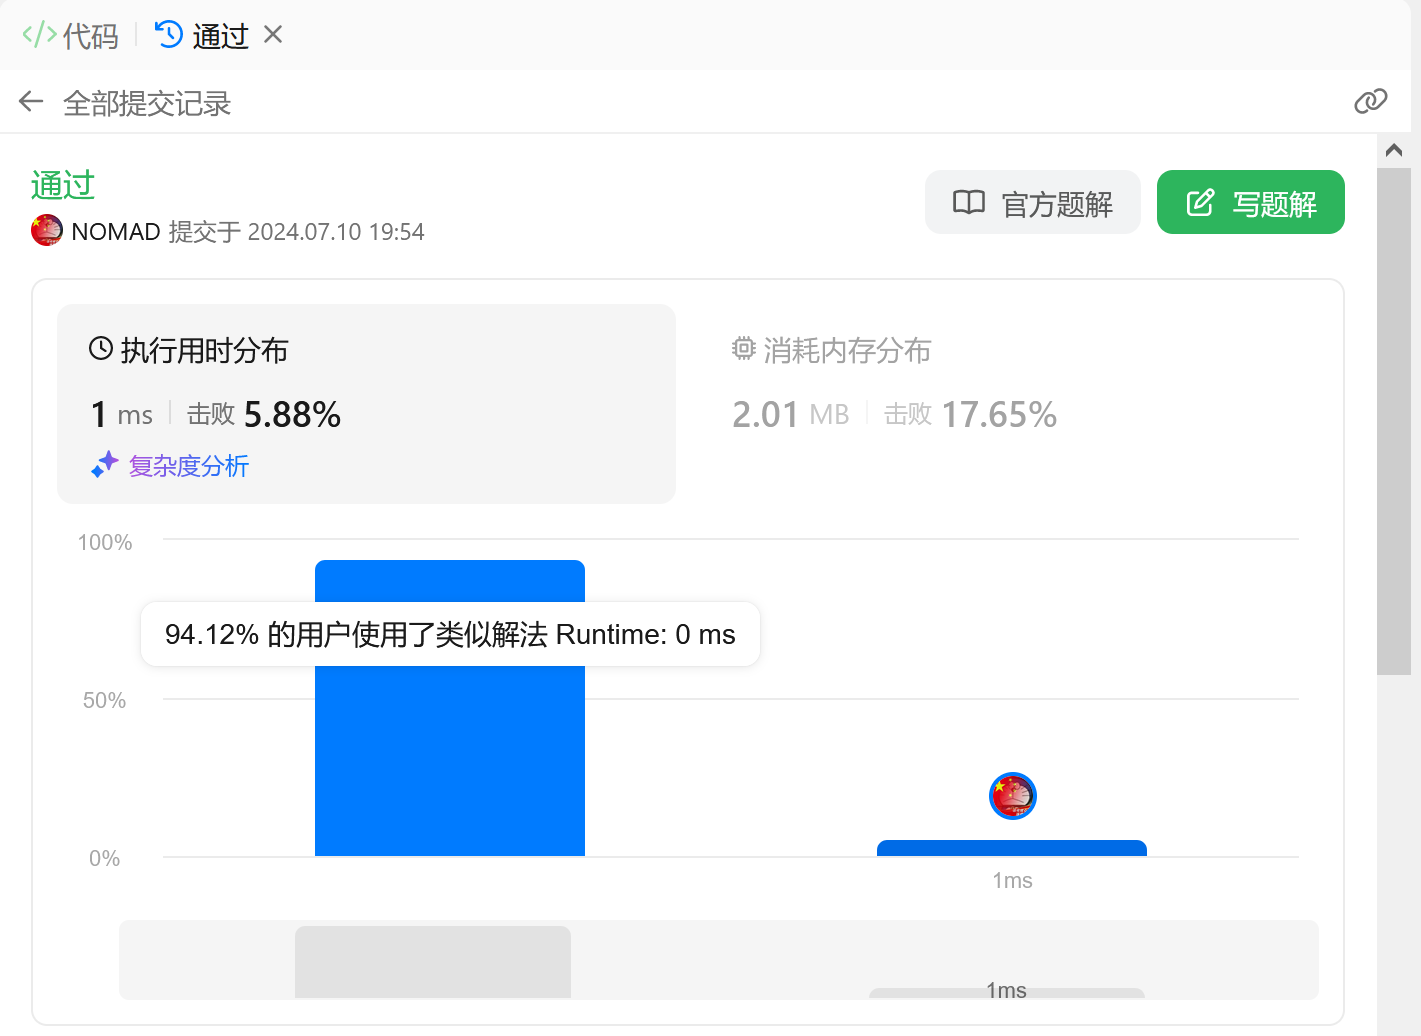 代码 通过
全部提交记录
通过
NOMAD 提交于 2024.07.10 19:54
官方题解
写题解
执行用时分布
1 ms 击败 5.88%
复杂度分析
消耗内存分布
2.01 MB 击败 17.65%
100%
94.12% 的用户使用了类似解法 Runtime: 0 ms
50%
0%
1ms
1ms